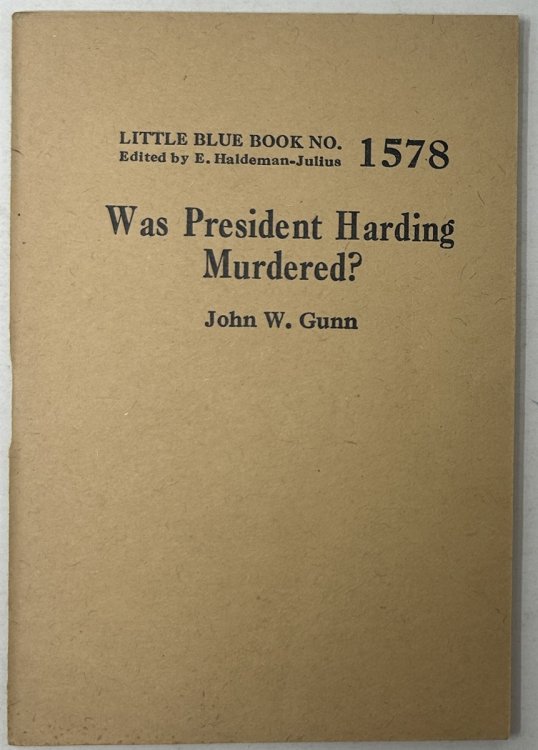 LITTLE BLUE BOOK NO. 1578
Edited by E. Haldeman-Julius
Was President Harding
Murdered?
John W. Gunn